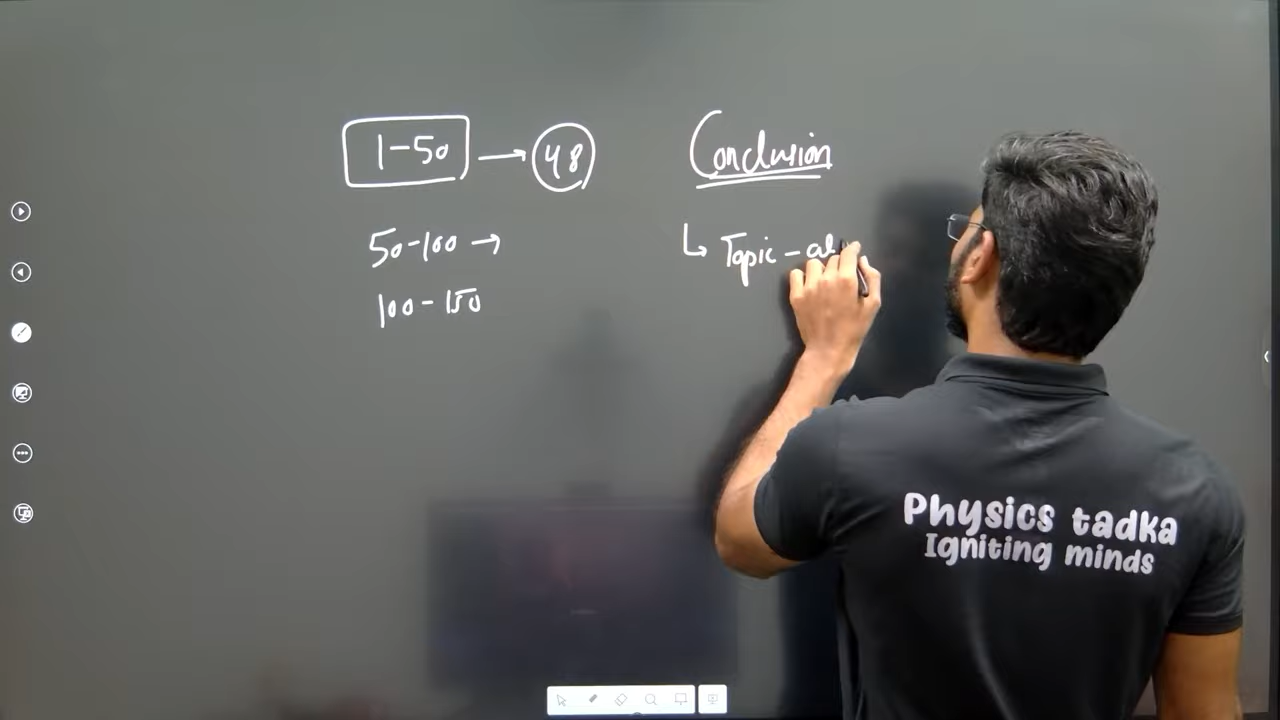 1-50 → 48
50-100 →
100-150
Conclusion
↳ Topic -
Physics tadka
Igniting minds